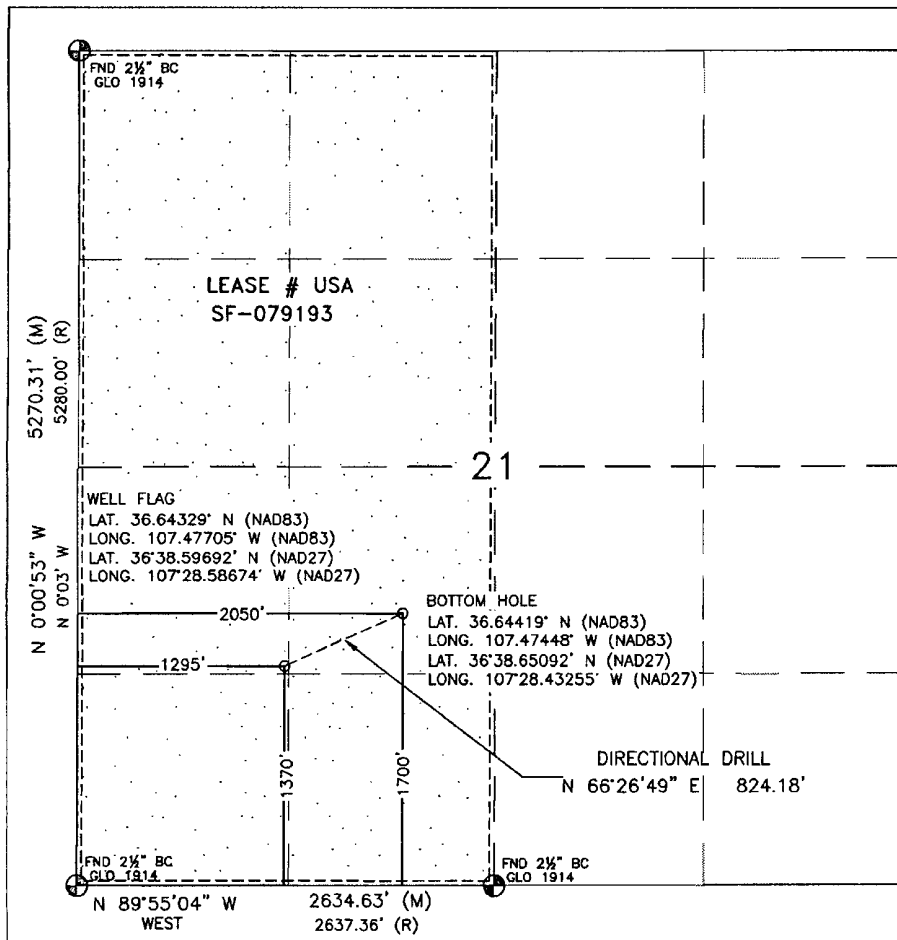 FND 2½" BC
GLO 1914
LEASE # USA
SF-079193
5270.31' (M)
5280.00' (R)
21
WELL FLAG
LAT. 36.64329° N (NAD83)
LONG. 107.47705° W (NAD83)
LAT. 36°38.59692' N (NAD27)
LONG. 107°28.58674' W (NAD27)
N 0°00'53" W
N 0°03' W
2050'
BOTTOM HOLE
LAT. 36.64419° N (NAD83)
LONG. 107.47448° W (NAD83)
LAT. 36°38.65092' N (NAD27)
LONG. 107°28.43255' W (NAD27)
1295'
1370'
1700'
DIRECTIONAL DRILL
N 66°26'49" E 824.18'
FND 2½" BC
GLO 1914
FND 2½" BC
GLO 1914
N 89°55'04" W 2634.63' (M)
WEST 2637.36' (R)